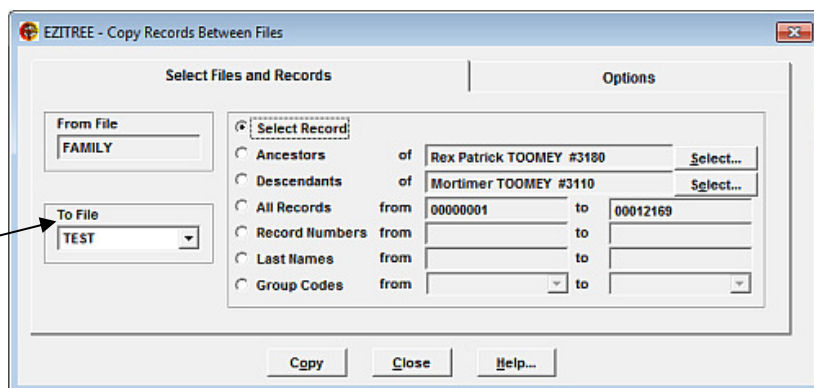 EZITREE - Copy Records Between Files
Select Files and Records
Options
From File
FAMILY
To File
TEST
Select Record
Ancestors of Rex Patrick TOOMEY #3180 Select...
Descendants of Mortimer TOOMEY #3110 Select...
All Records from 00000001 to 00012169
Record Numbers from to
Last Names from to
Group Codes from to
Copy Close Help...